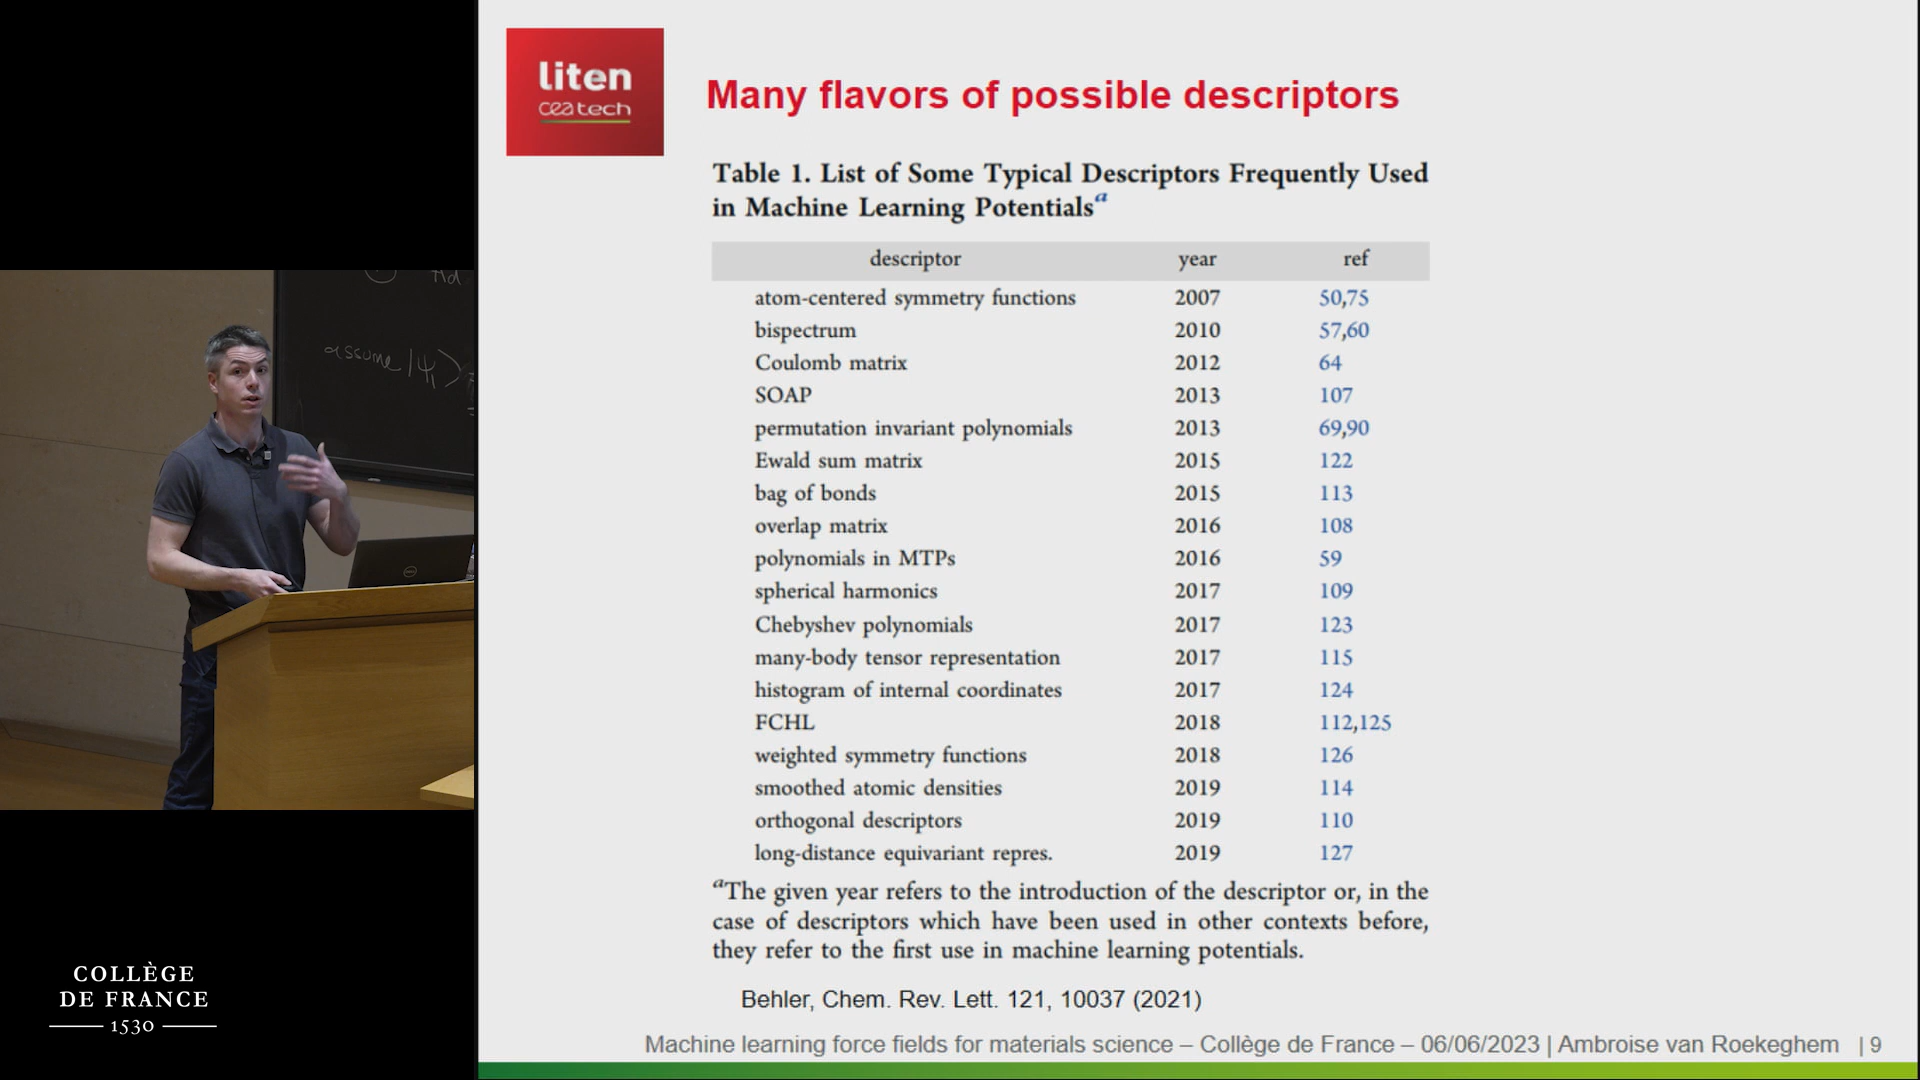 liten
cea tech
Many flavors of possible descriptors
Table 1. List of Some Typical Descriptors Frequently Used
in Machine Learning Potentials^a
descriptor year ref
atom-centered symmetry functions 2007 50,75
bispectrum 2010 57,60
Coulomb matrix 2012 64
SOAP 2013 107
permutation invariant polynomials 2013 69,90
Ewald sum matrix 2015 122
bag of bonds 2015 113
overlap matrix 2016 108
polynomials in MTPs 2016 59
spherical harmonics 2017 109
Chebyshev polynomials 2017 123
many-body tensor representation 2017 115
histogram of internal coordinates 2017 124
FCHL 2018 112,125
weighted symmetry functions 2018 126
smoothed atomic densities 2019 114
orthogonal descriptors 2019 110
long-distance equivariant repres. 2019 127
^aThe given year refers to the introduction of the descriptor or, in the
case of descriptors which have been used in other contexts before,
they refer to the first use in machine learning potentials.
Behler, Chem. Rev. Lett. 121, 10037 (2021)
Machine learning force fields for materials science – Collège de France – 06/06/2023 | Ambroise van Roekeghem | 9
assume |Ψ₁⟩
DELL
COLLÈGE
DE FRANCE
1530